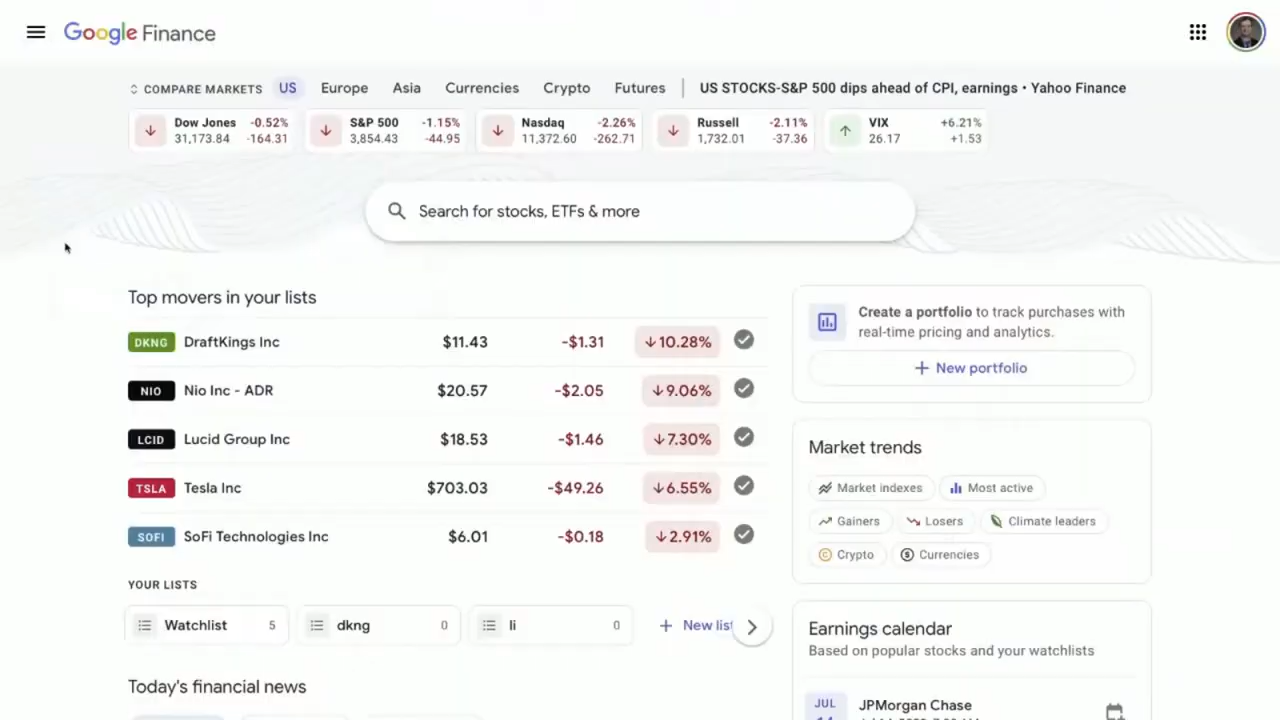 Google Finance
COMPARE MARKETS US Europe Asia Currencies Crypto Futures US STOCKS-S&P 500 dips ahead of CPI, earnings • Yahoo Finance
Dow Jones -0.52%
31,173.84 -164.31
S&P 500 -1.15%
3,854.43 -44.95
Nasdaq -2.26%
11,372.60 -262.71
Russell -2.11%
1,732.01 -37.36
VIX +6.21%
26.17 +1.53
Search for stocks, ETFs & more
Top movers in your lists
DKNG DraftKings Inc $11.43 -$1.31 ↓10.28%
NIO Nio Inc - ADR $20.57 -$2.05 ↓9.06%
LCID Lucid Group Inc $18.53 -$1.46 ↓7.30%
TSLA Tesla Inc $703.03 -$49.26 ↓6.55%
SOFI SoFi Technologies Inc $6.01 -$0.18 ↓2.91%
YOUR LISTS
Watchlist 5 dkng 0 li 0 + New list
Today's financial news
Create a portfolio to track purchases with
real-time pricing and analytics.
+ New portfolio
Market trends
Market indexes Most active
Gainers Losers Climate leaders
Crypto Currencies
Earnings calendar
Based on popular stocks and your watchlists
JUL JPMorgan Chase